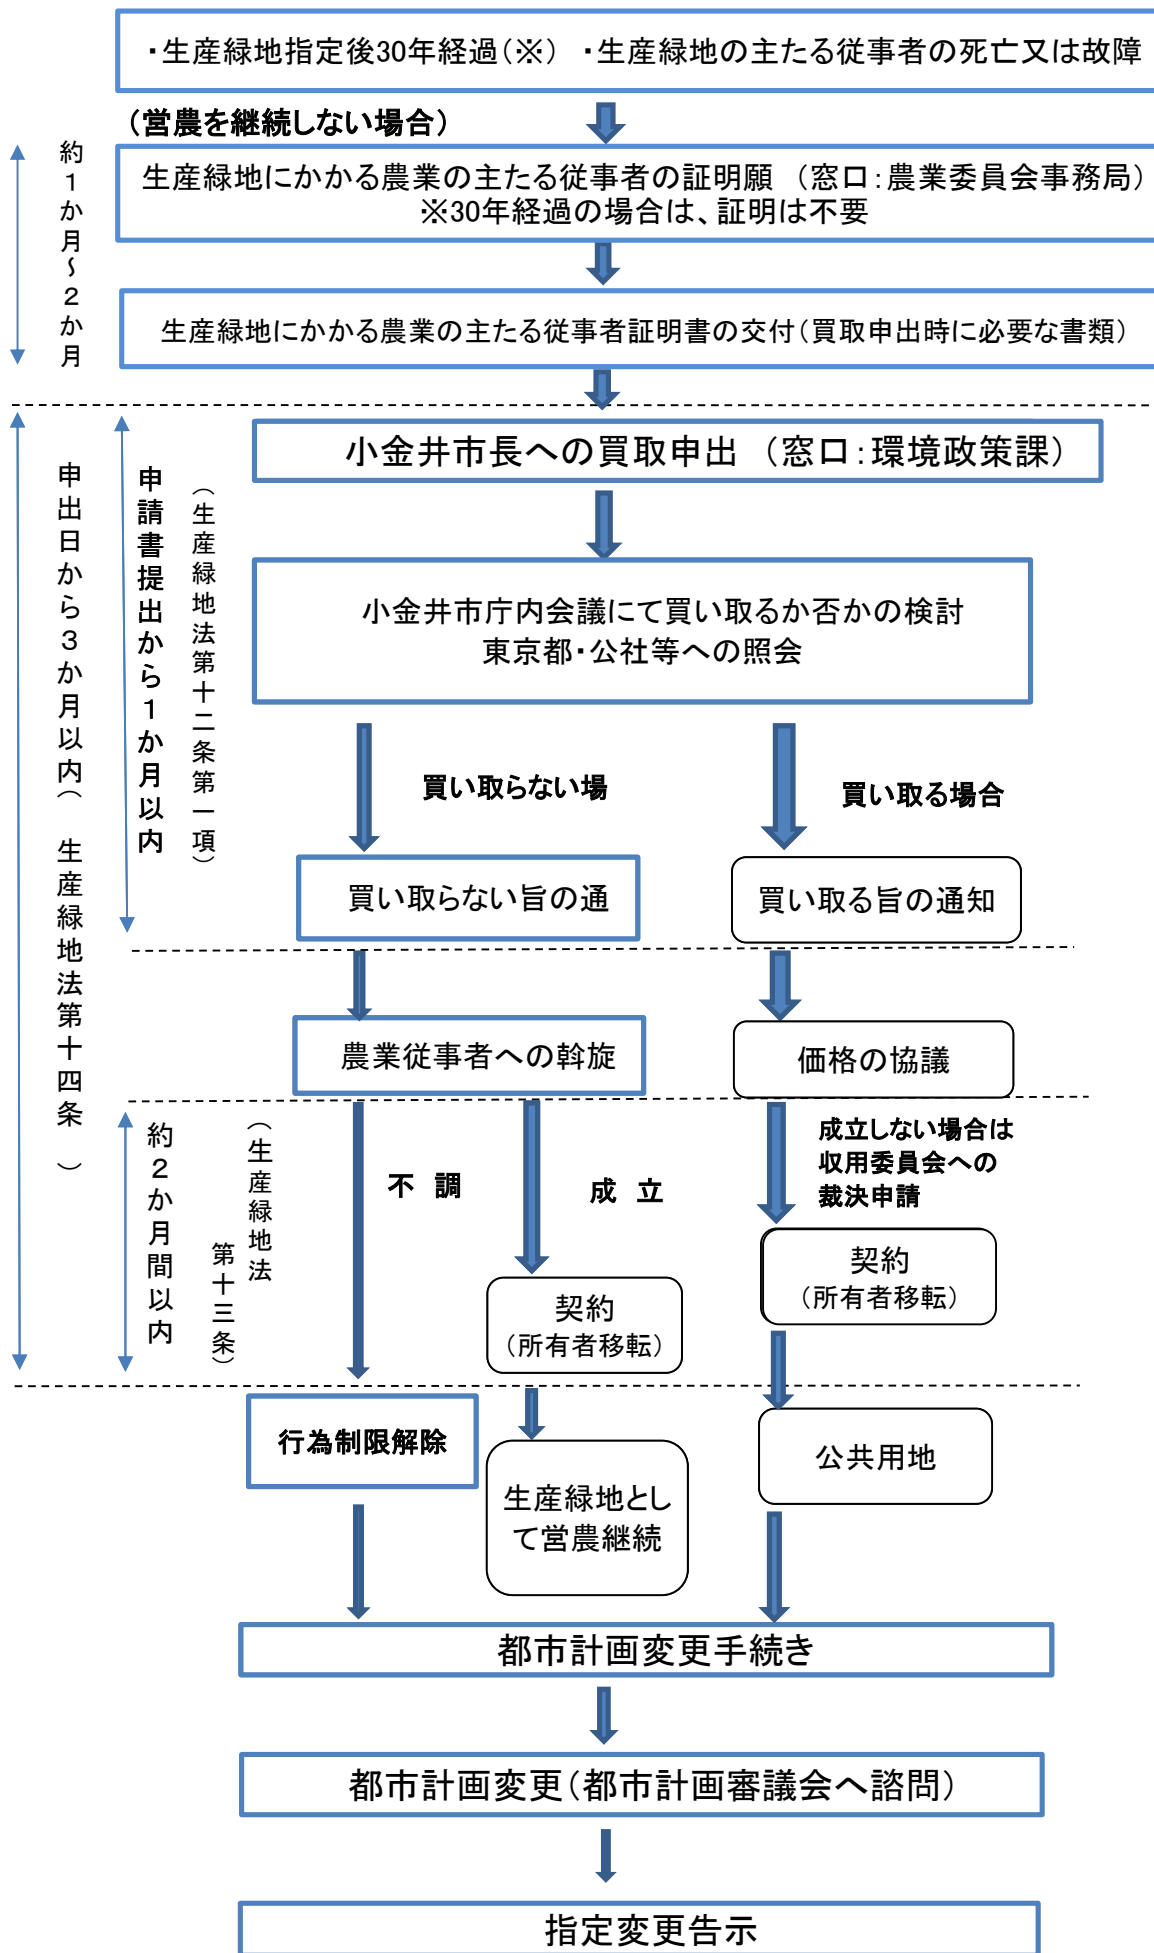 ・生産緑地指定後30年経過(※) ・生産緑地の主たる従事者の死亡又は故障
（営農を継続しない場合）
約1か月～2か月
生産緑地にかかる農業の主たる従事者の証明願 （窓口：農業委員会事務局）
※30年経過の場合は、証明は不要
生産緑地にかかる農業の主たる従事者証明書の交付（買取申出時に必要な書類）
申出日から3か月以内（ 生産緑地法第十四条 ）
申請書提出から1か月以内
（生産緑地法第十二条第一項）
小金井市長への買取申出 （窓口：環境政策課）
小金井市庁内会議にて買い取るか否かの検討
東京都・公社等への照会
買い取らない場
買い取る場合
買い取らない旨の通
買い取る旨の通知
農業従事者への斡旋
価格の協議
約2か月間以内
（生産緑地法
第十三条）
不 調
成 立
成立しない場合は
収用委員会への
裁決申請
契約
（所有者移転）
契約
（所有者移転）
行為制限解除
生産緑地とし
て営農継続
公共用地
都市計画変更手続き
都市計画変更（都市計画審議会へ諮問）
指定変更告示